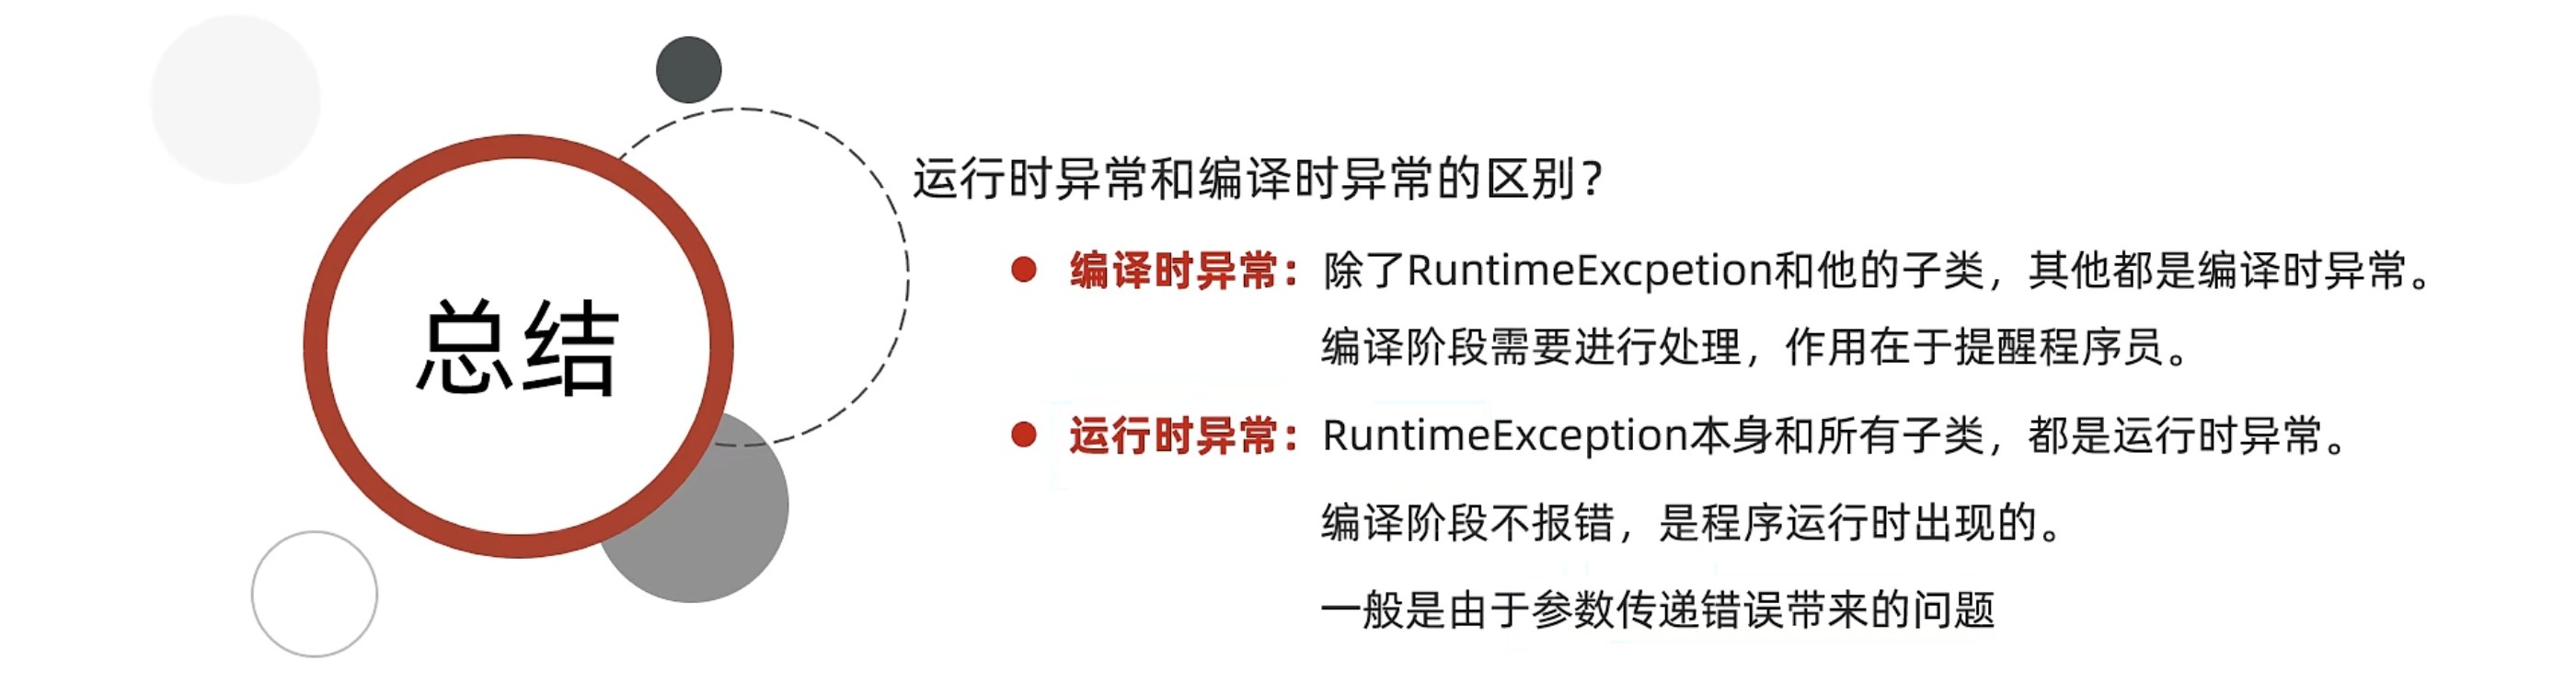 总结
运行时异常和编译时异常的区别？
编译时异常：除了RuntimeExcpetion和他的子类，其他都是编译时异常。
编译阶段需要进行处理，作用在于提醒程序员。
运行时异常：RuntimeException本身和所有子类，都是运行时异常。
编译阶段不报错，是程序运行时出现的。
一般是由于参数传递错误带来的问题